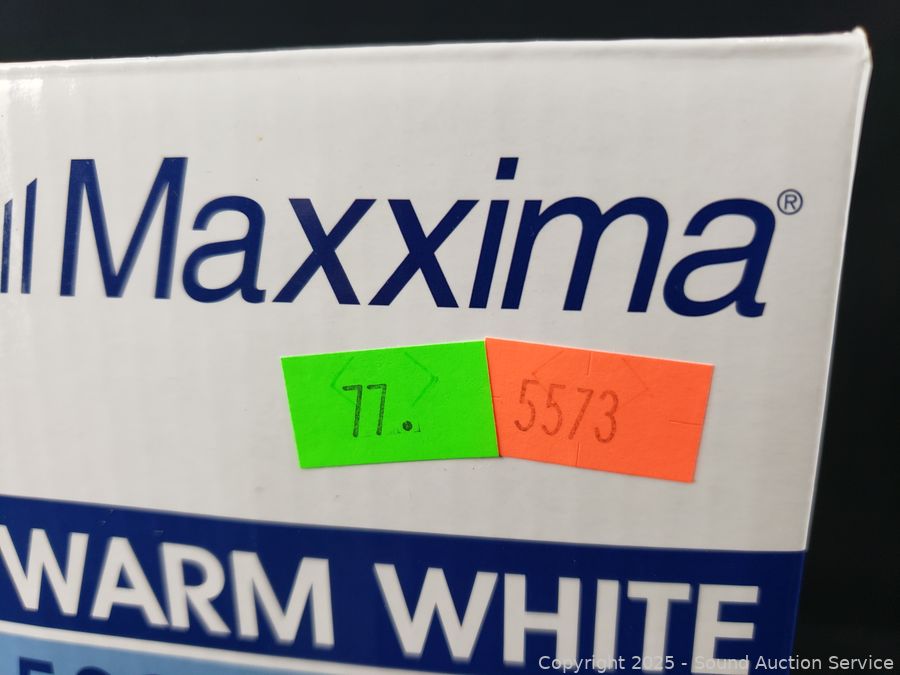 Maxxima®
77. 5573
WARM WHITE
Copyright 2025 - Sound Auction Service